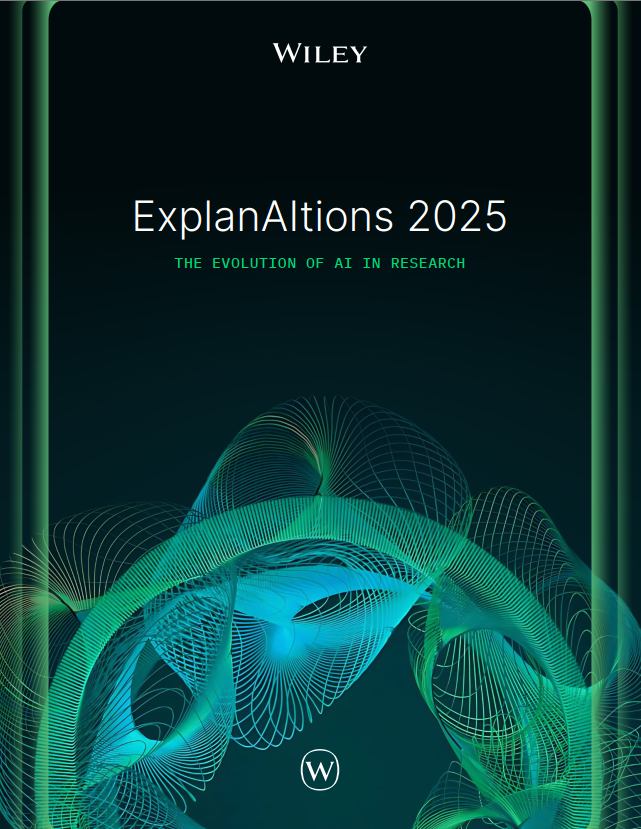 WILEY
ExplanAItions 2025
THE EVOLUTION OF AI IN RESEARCH
W